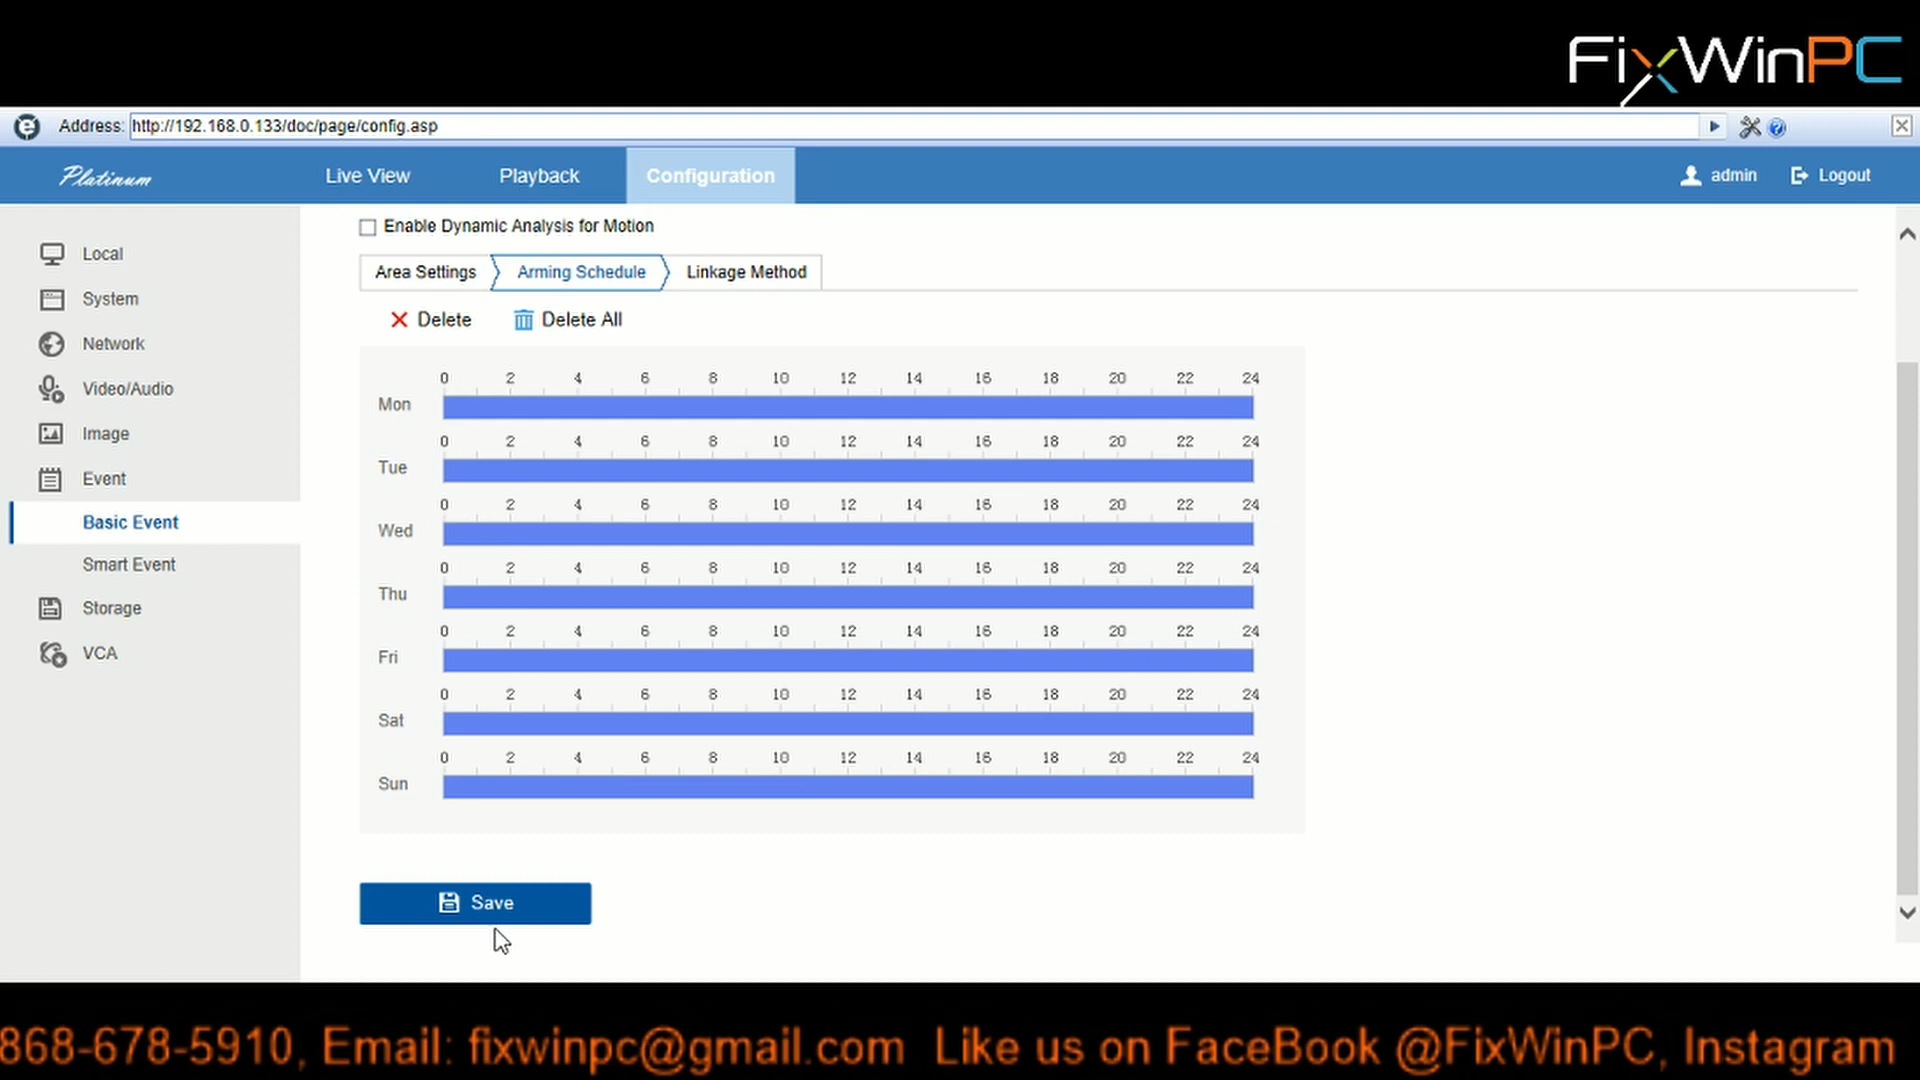 FixWinPC
Address: http://192.168.0.133/doc/page/config.asp
Platinum Live View Playback Configuration admin Logout
Enable Dynamic Analysis for Motion
Area Settings Arming Schedule Linkage Method
Delete Delete All
Local
System
Network
Video/Audio
Image
Event
Basic Event
Smart Event
Storage
VCA
0 2 4 6 8 10 12 14 16 18 20 22 24
Mon
0 2 4 6 8 10 12 14 16 18 20 22 24
Tue
0 2 4 6 8 10 12 14 16 18 20 22 24
Wed
0 2 4 6 8 10 12 14 16 18 20 22 24
Thu
0 2 4 6 8 10 12 14 16 18 20 22 24
Fri
0 2 4 6 8 10 12 14 16 18 20 22 24
Sat
0 2 4 6 8 10 12 14 16 18 20 22 24
Sun
Save
868-678-5910, Email: fixwinpc@gmail.com Like us on FaceBook @FixWinPC, Instagram